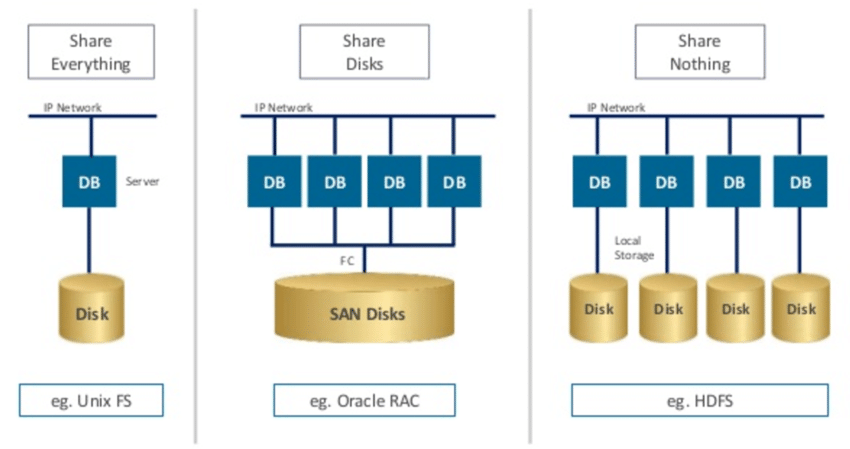 Share
Everything
IP Network
DB
Server
Disk
eg. Unix FS
Share
Disks
IP Network
DB
DB
DB
DB
FC
SAN Disks
eg. Oracle RAC
Share
Nothing
IP Network
DB
DB
DB
DB
Local
Storage
Disk
Disk
Disk
Disk
eg. HDFS